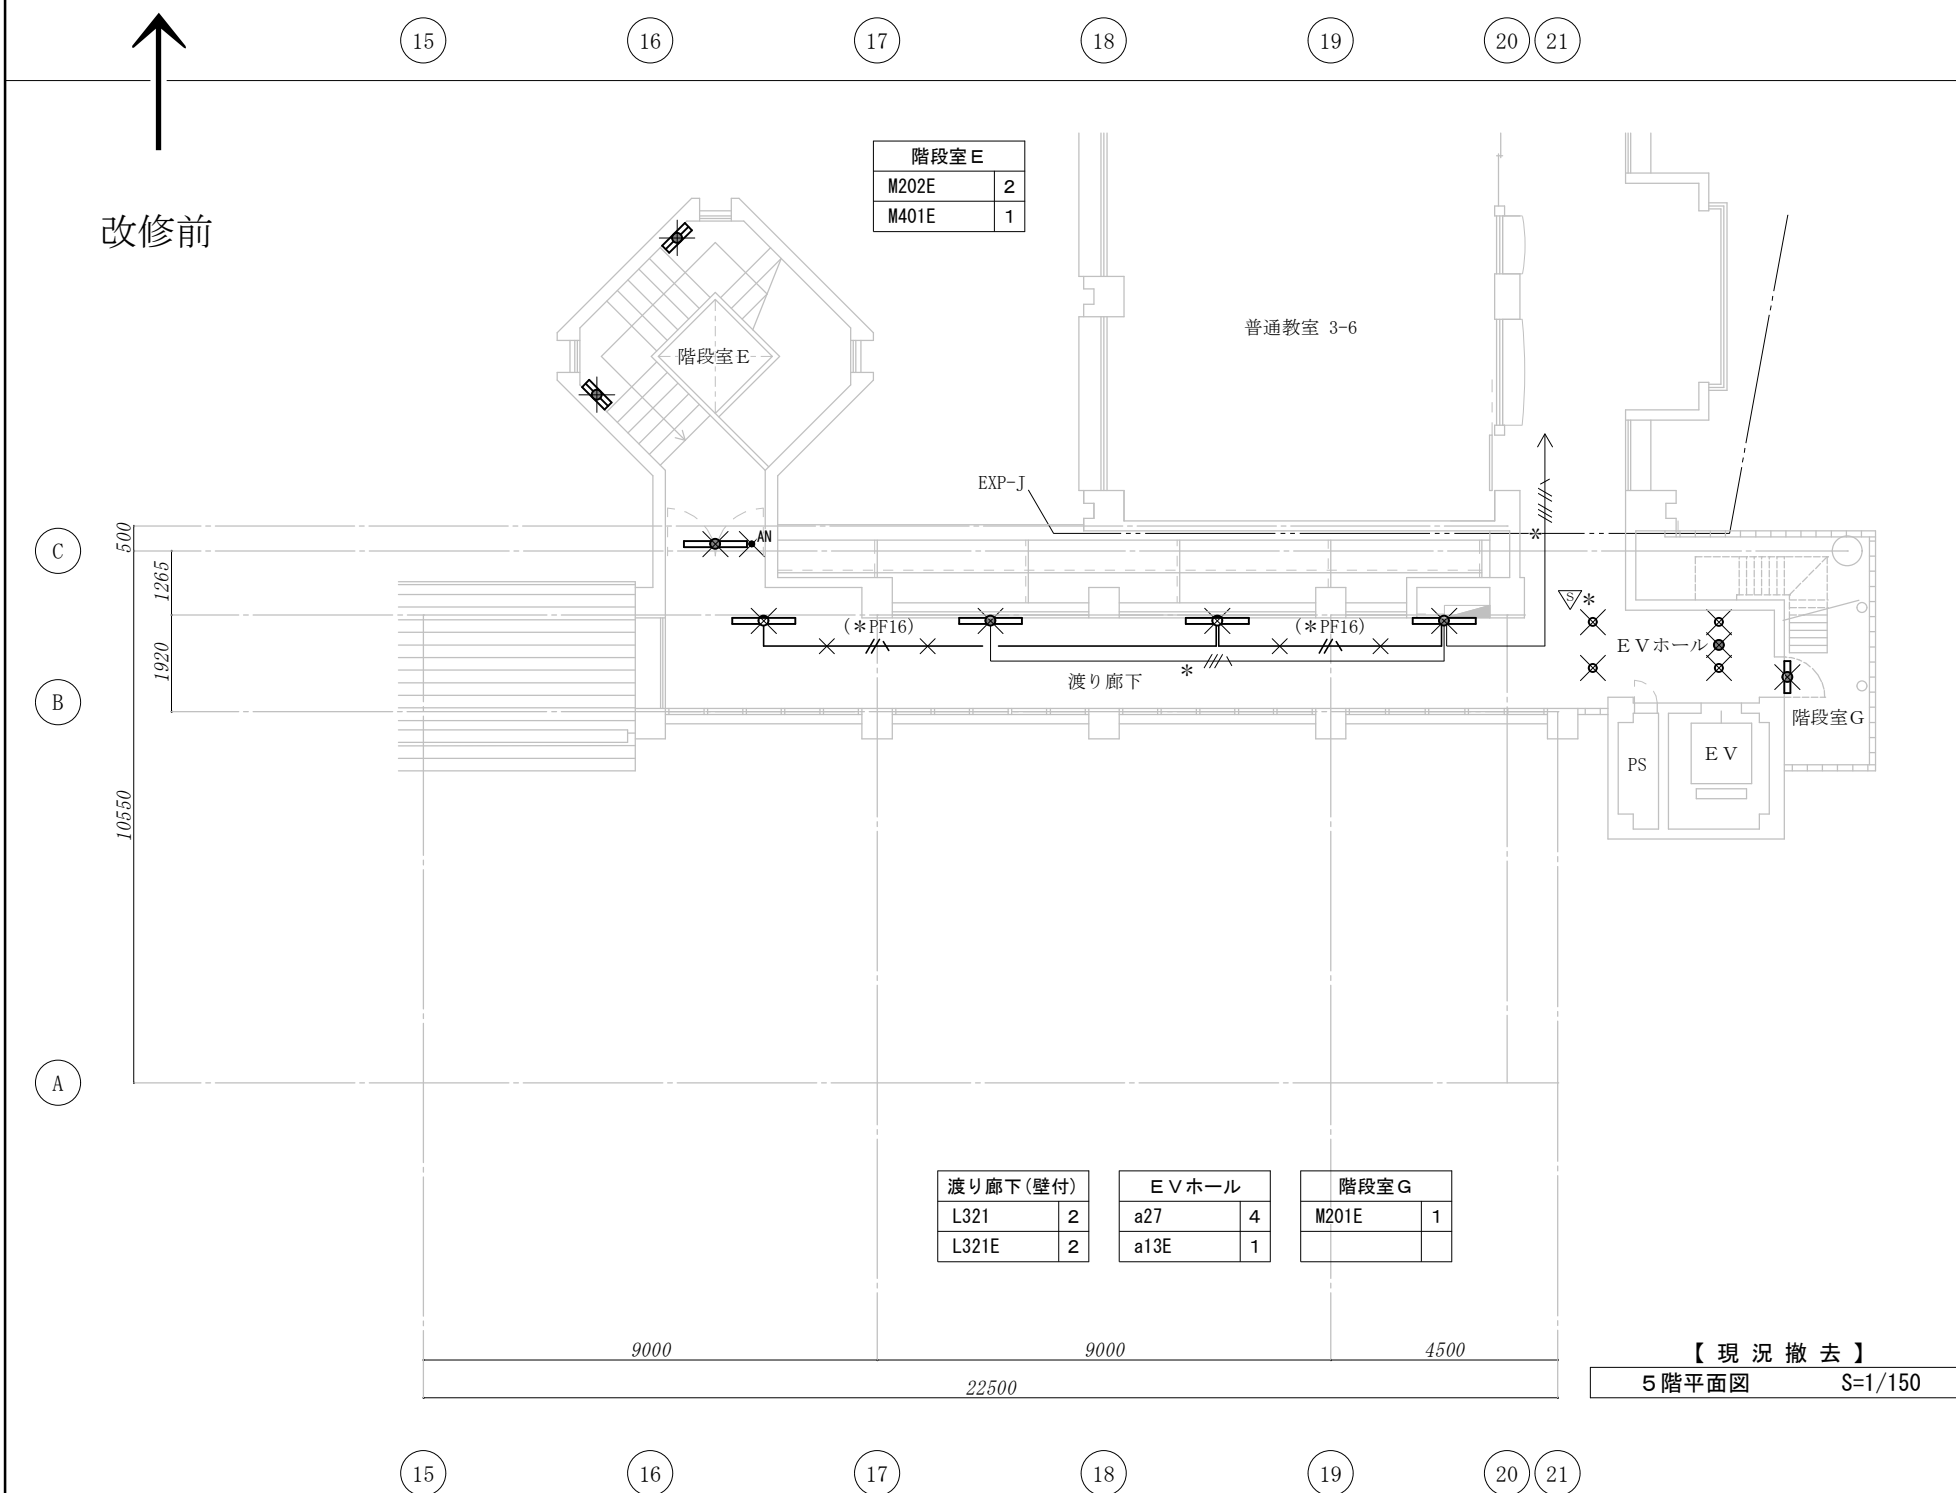 15 16 17 18 19 20 21
改修前
階段室E
M202E 2
M401E 1
階段室E
普通教室 3-6
EXP-J
AN
C
500
1265
(*PF16)
(*PF16)
*
S *
EVホール
1920
*
渡り廊下
B
階段室G
PS
EV
10550
A
渡り廊下(壁付)
L321 2
L321E 2
EVホール
a27 4
a13E 1
階段室G
M201E 1
9000 9000 4500
22500
【 現 況 撤 去 】
5階平面図 S=1/150
15 16 17 18 19 20 21